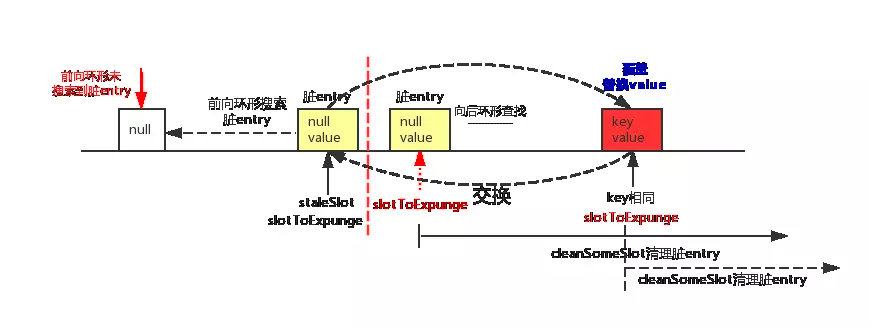 前向环形未
搜索到脏entry
前向环形搜索
脏entry
脏entry
脏entry
向后环形查找
覆盖
替换value
null
null
value
null
value
key
value
staleSlot
slotToExpunge
slotToExpunge
交换
key相同
slotToExpunge
cleanSomeSlot清理脏entry
cleanSomeSlot清理脏entry